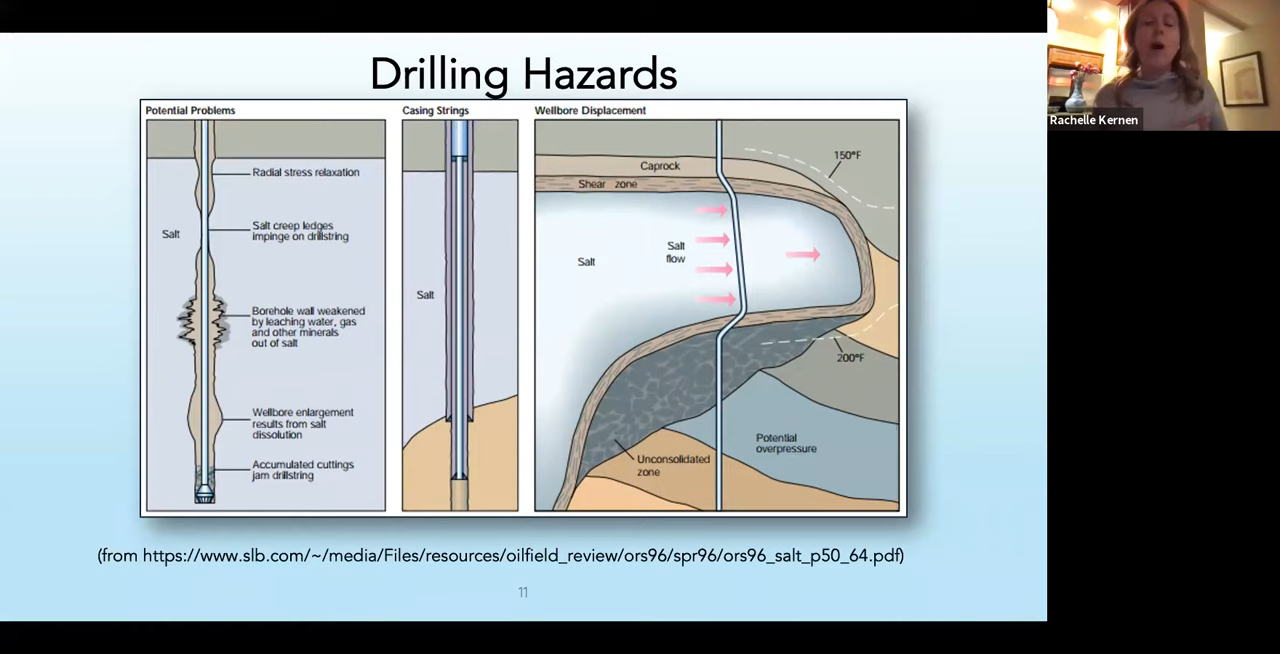 Drilling Hazards
Potential Problems
Radial stress relaxation
Salt creep ledges
impinge on drillstring
Salt
Borehole wall weakened
by leaching water, gas
and other minerals
out of salt
Wellbore enlargement
results from salt
dissolution
Accumulated cuttings
jam drillstring
Casing Strings
Salt
Wellbore Displacement
150°F
Caprock
Shear zone
Salt
flow
Salt
200°F
Potential
overpressure
Unconsolidated
zone
(from https://www.slb.com/~/media/Files/resources/oilfield_review/ors96/spr96/ors96_salt_p50_64.pdf)
11
Rachelle Kernen